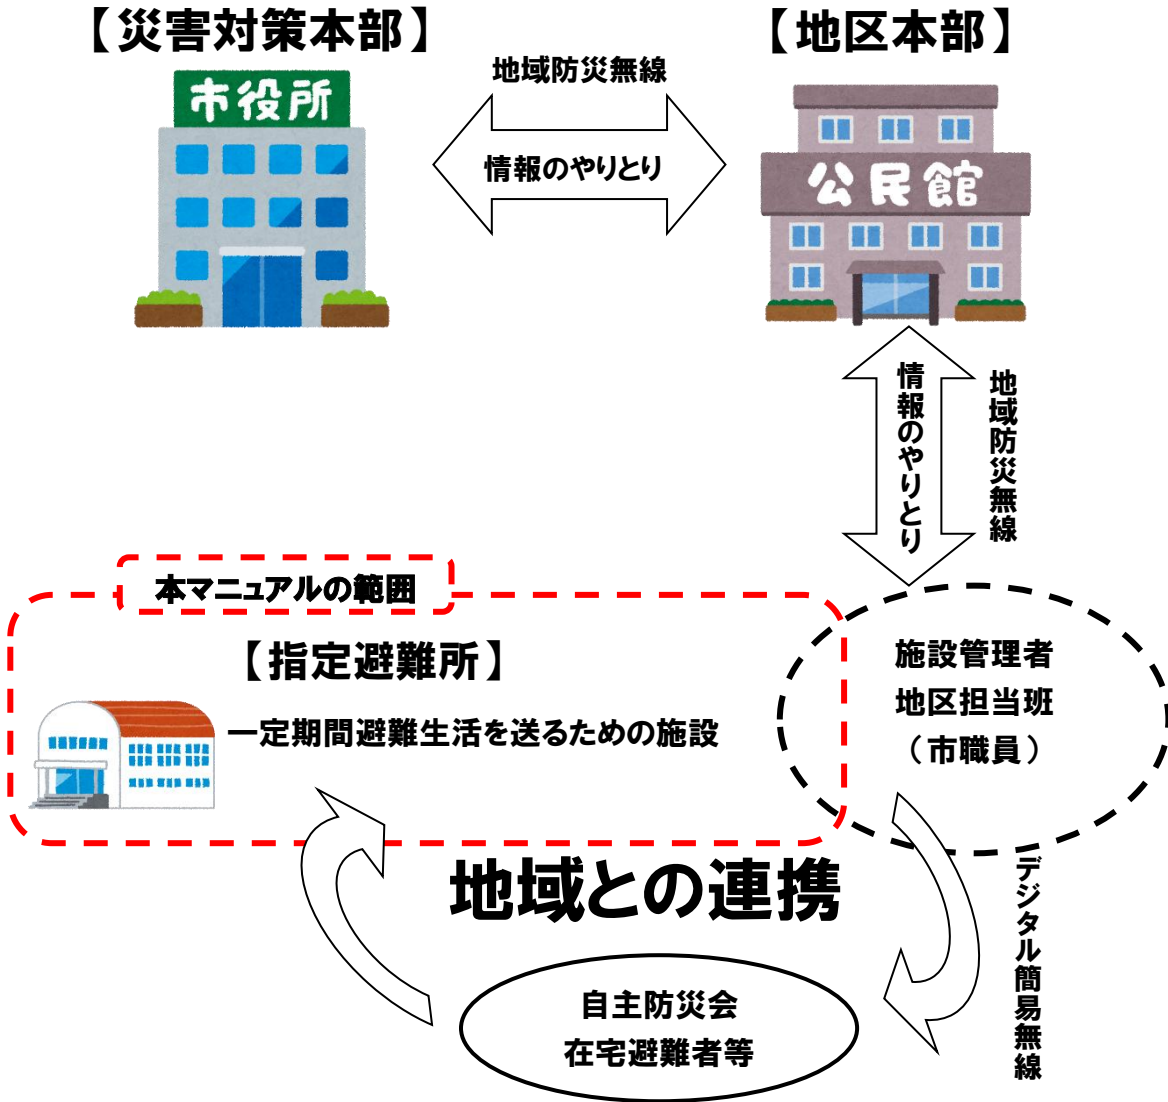 【災害対策本部】
市役所
地域防災無線
情報のやりとり
【地区本部】
公民館
情報のやりとり
地域防災無線
本マニュアルの範囲
【指定避難所】
一定期間避難生活を送るための施設
施設管理者
地区担当班
（市職員）
地域との連携
デジタル簡易無線
自主防災会
在宅避難者等